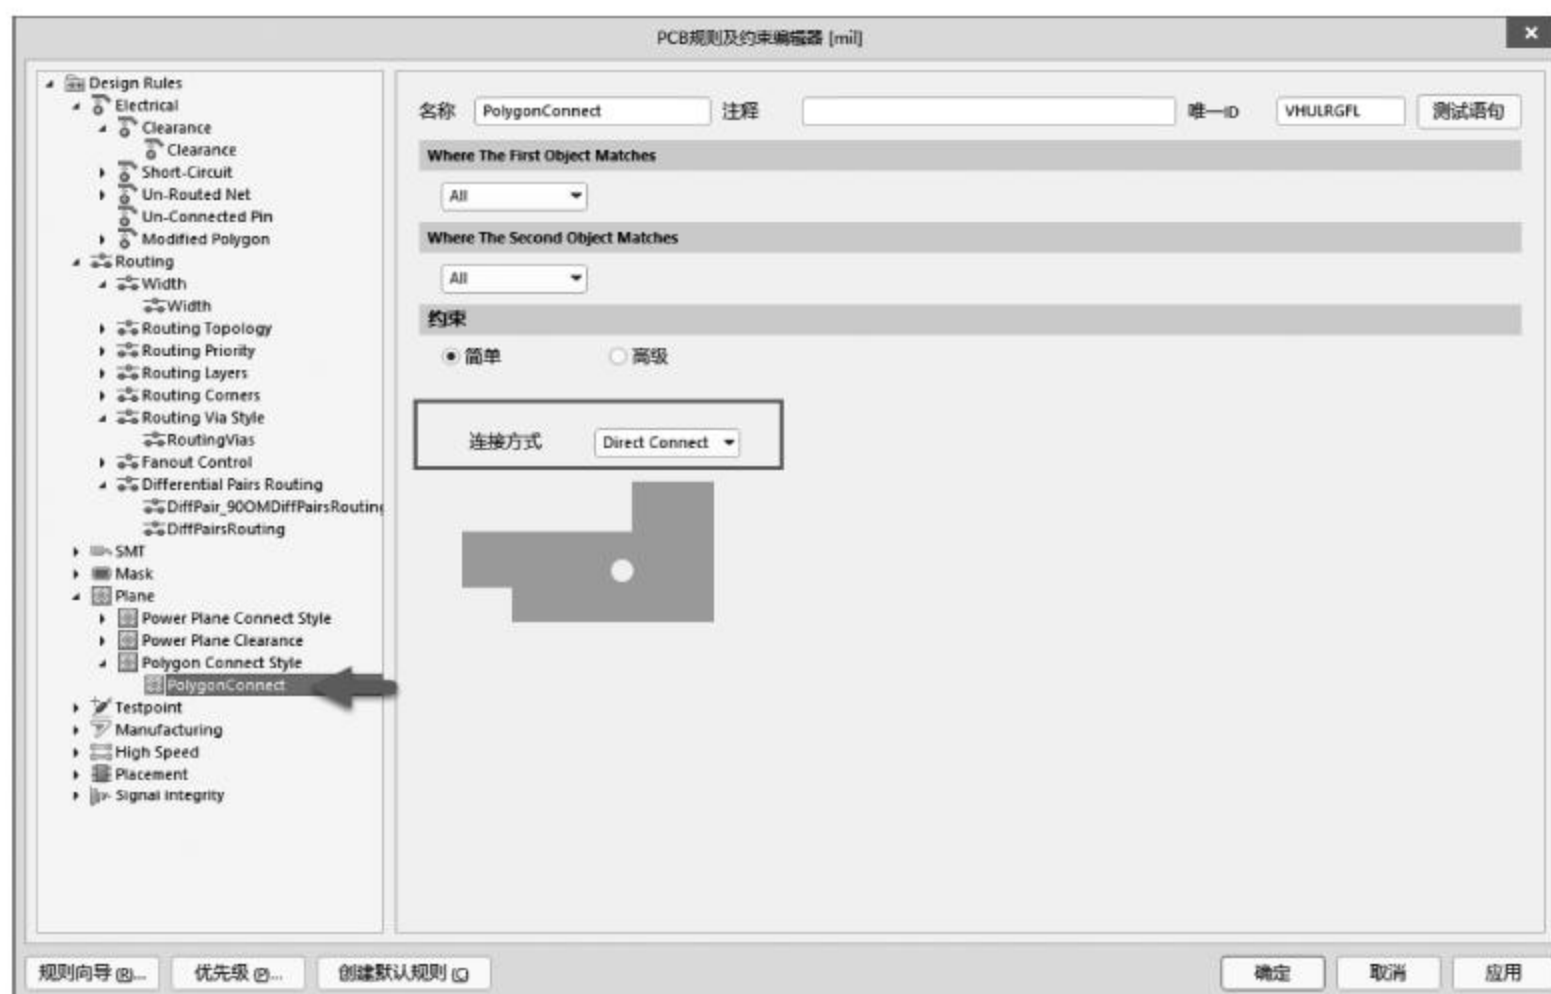 PCB规则及约束编辑器 [mil]
Design Rules
Electrical
Clearance
Clearance
Short-Circuit
Un-Routed Net
Un-Connected Pin
Modified Polygon
Routing
Width
Width
Routing Topology
Routing Priority
Routing Layers
Routing Corners
Routing Via Style
RoutingVias
Fanout Control
Differential Pairs Routing
DiffPair_90OMDiffPairsRouting
DiffPairsRouting
SMT
Mask
Plane
Power Plane Connect Style
Power Plane Clearance
Polygon Connect Style
PolygonConnect
Testpoint
Manufacturing
High Speed
Placement
Signal Integrity
名称 PolygonConnect 注释 唯一ID VHULRGFL 测试语句
Where The First Object Matches
All
Where The Second Object Matches
All
约束
简单 高级
连接方式 Direct Connect
规则向导 (R)... 优先级 (P)... 创建默认规则 (C 确定 取消 应用